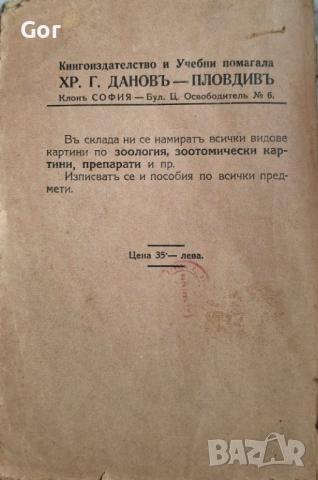 Gor
Книгоиздателство и Учебни помагала
ХР. Г. ДАНОВЪ — ПЛОВДИВЪ
Клонъ СОФИЯ — Бул. Ц. Освободитель № 6.
Въ склада ни се намиратъ всички видове
картини по зоология, зоотомически кар-
тини, препарати и пр.
Изписватъ се и пособия по всички пред-
мети.
Цена 35·— лева.
BAZAR
bg